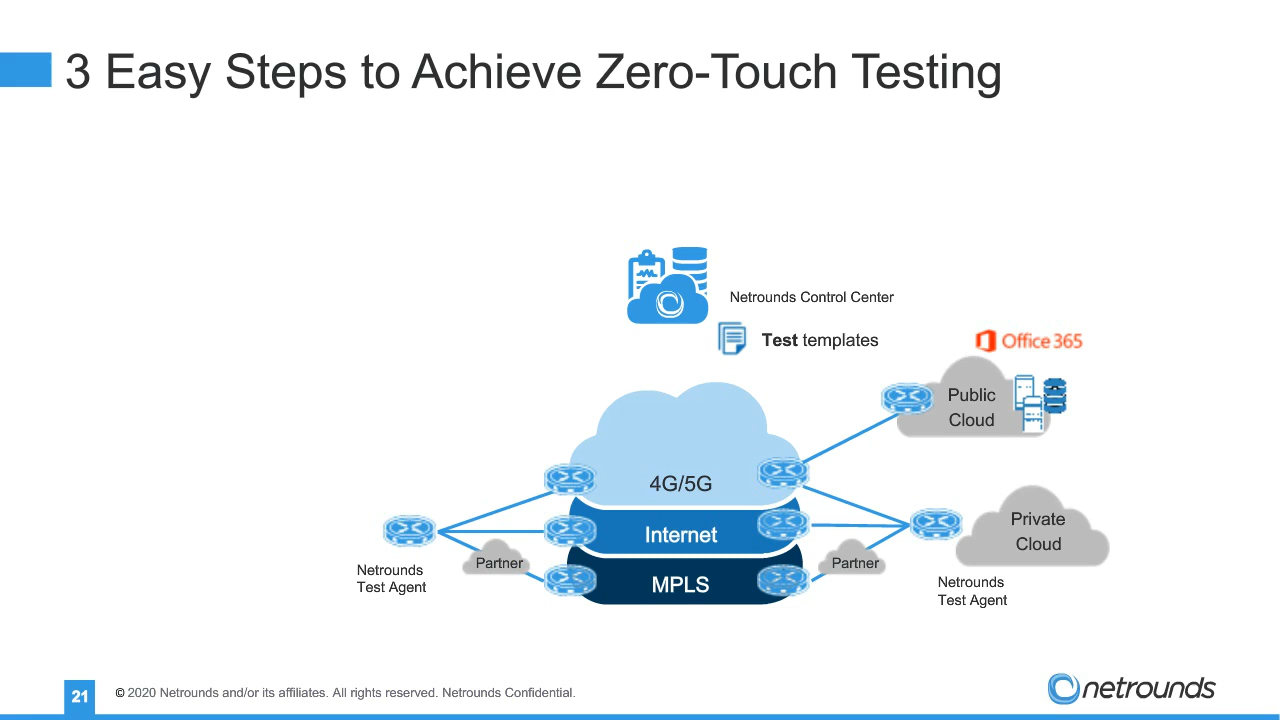 3 Easy Steps to Achieve Zero-Touch Testing
Netrounds Control Center
Test templates
Office 365
Public
Cloud
4G/5G
Internet
MPLS
Partner
Partner
Private
Cloud
Netrounds
Test Agent
Netrounds
Test Agent
21
© 2020 Netrounds and/or its affiliates. All rights reserved. Netrounds Confidential.
netrounds